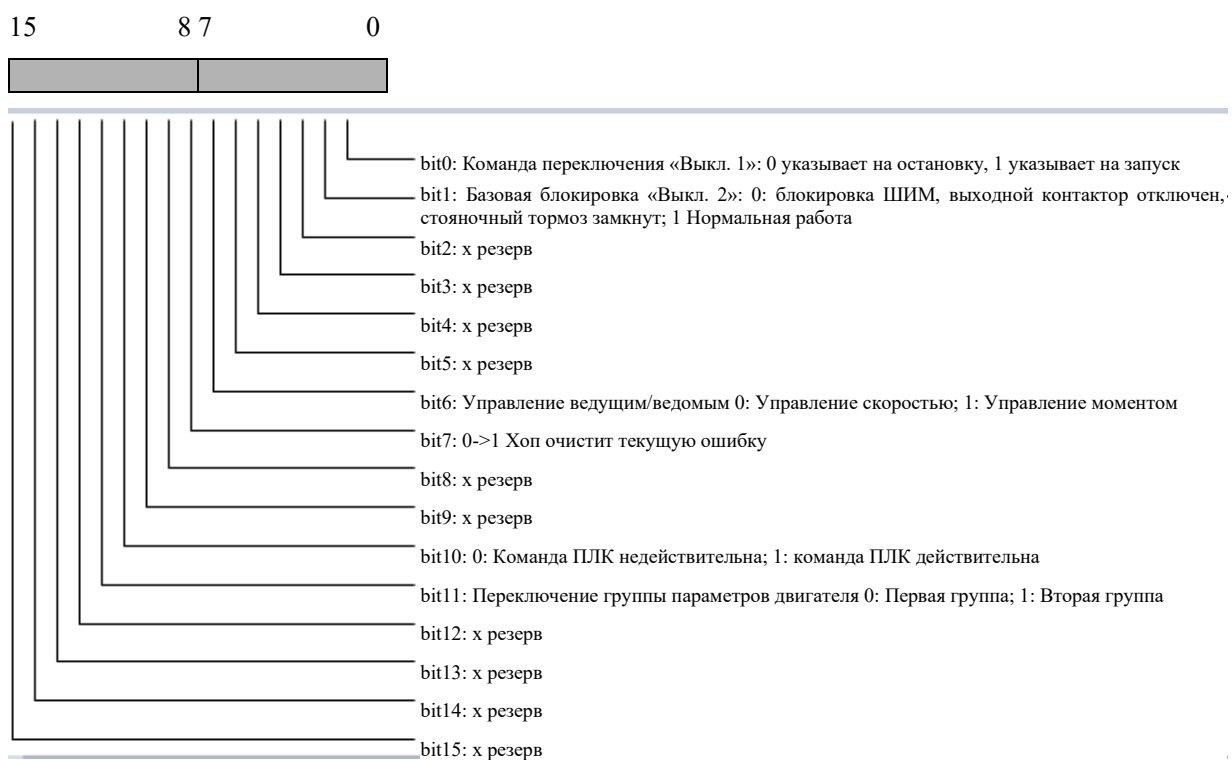 15 8 7 0
bit0: Команда переключения «Выкл. 1»: 0 указывает на остановку, 1 указывает на запуск
bit1: Базовая блокировка «Выкл. 2»: 0: блокировка ШИМ, выходной контактор отключен,
стояночный тормоз замкнут; 1 Нормальная работа
bit2: x резерв
bit3: x резерв
bit4: x резерв
bit5: x резерв
bit6: Управление ведущим/ведомым 0: Управление скоростью; 1: Управление моментом
bit7: 0->1 Хоп очистит текущую ошибку
bit8: x резерв
bit9: x резерв
bit10: 0: Команда ПЛК недействительна; 1: команда ПЛК действительна
bit11: Переключение группы параметров двигателя 0: Первая группа; 1: Вторая группа
bit12: x резерв
bit13: x резерв
bit14: x резерв
bit15: x резерв